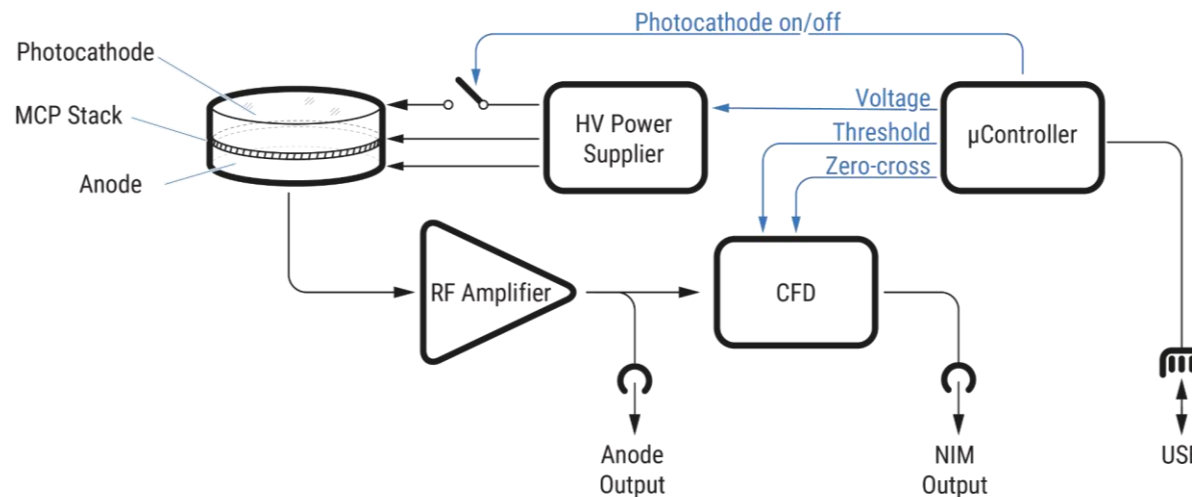 Photocathode on/off
Photocathode
MCP Stack
Anode
HV Power
Supplier
Voltage
Threshold
Zero-cross
µController
RF Amplifier
CFD
Anode
Output
NIM
Output